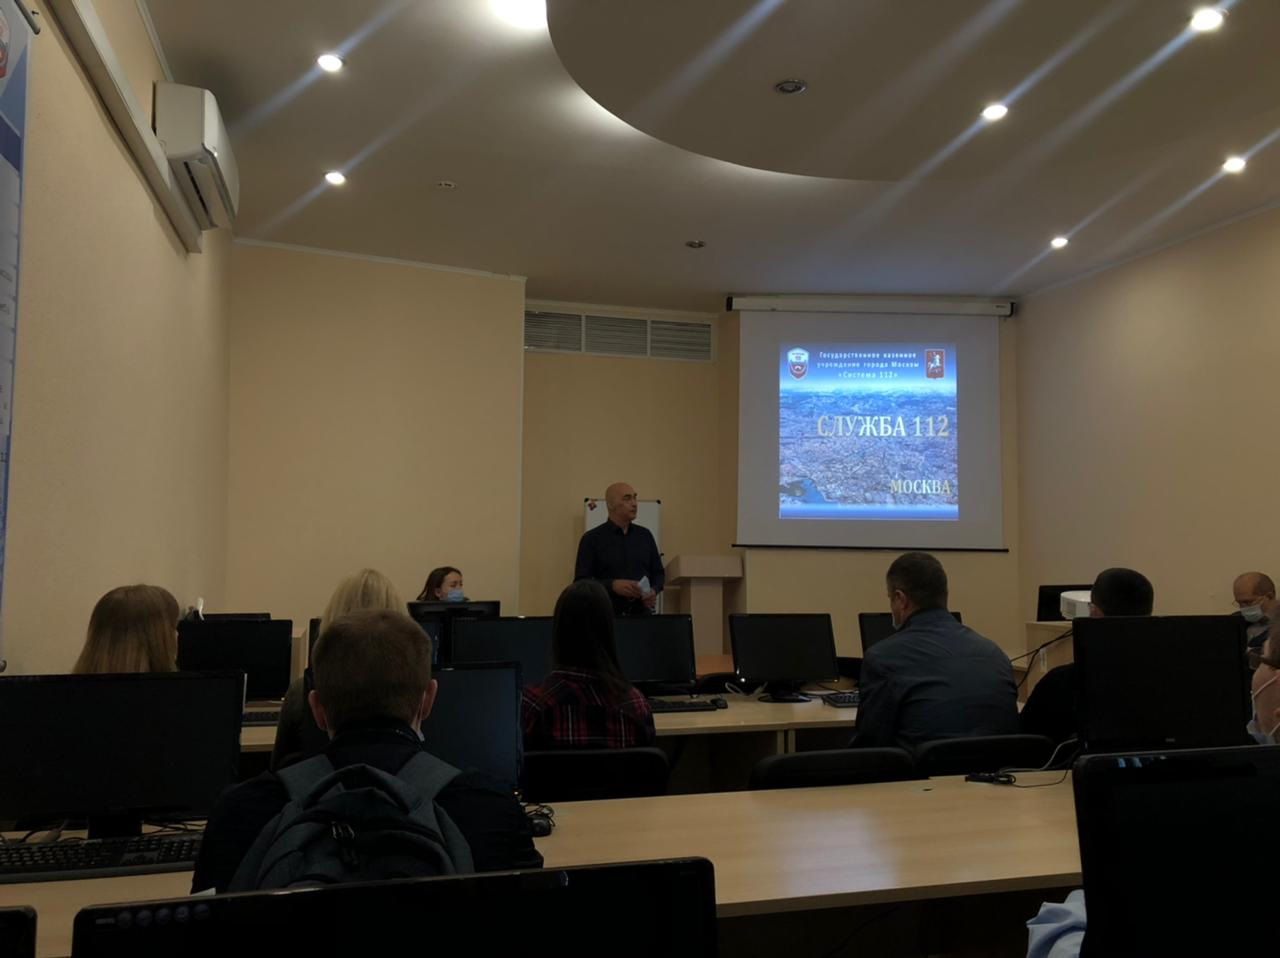 Государственное казенное
учреждение города Москвы
«Система 112»
СЛУЖБА 112
МОСКВА